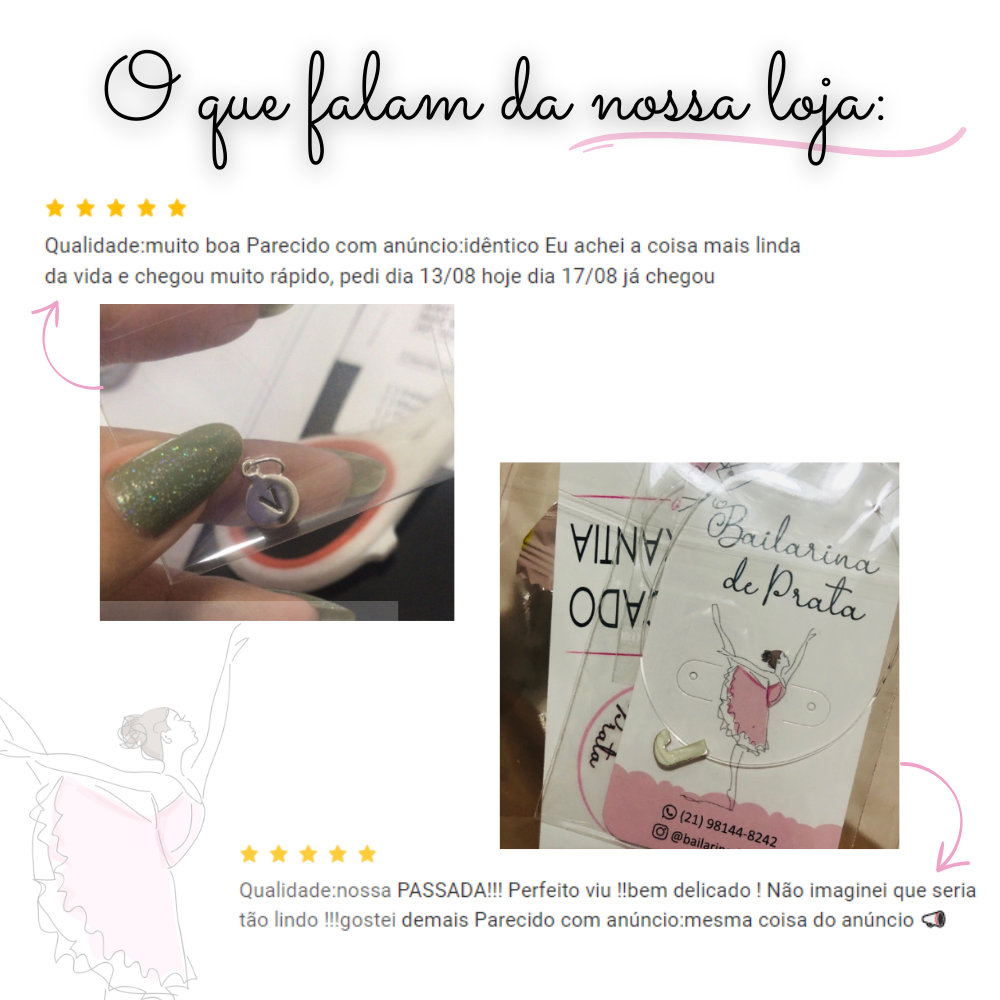 O que falam da nossa loja:
Qualidade:muito boa Parecido com anúncio:idêntico Eu achei a coisa mais linda
da vida e chegou muito rápido, pedi dia 13/08 hoje dia 17/08 já chegou
V
Bailarina
de Prata
ANTIA
ADO
Prata
(21) 98144-8242
Qualidade:nossa PASSADA!!! Perfeito viu !!bem delicado ! Não imaginei que seria
tão lindo !!!gostei demais Parecido com anúncio:mesma coisa do anúncio 📣